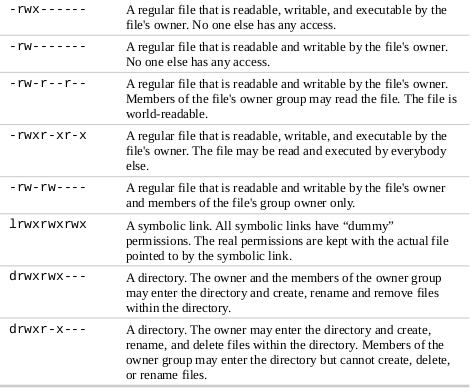 -rwx------ A regular file that is readable, writable, and executable by the
file's owner. No one else has any access.
-rw------- A regular file that is readable and writable by the file's owner.
No one else has any access.
-rw-r--r-- A regular file that is readable and writable by the file's owner.
Members of the file's owner group may read the file. The file is
world-readable.
-rwxr-xr-x A regular file that is readable, writable, and executable by the
file's owner. The file may be read and executed by everybody
else.
-rw-rw---- A regular file that is readable and writable by the file's owner
and members of the file's group owner only.
lrwxrwxrwx A symbolic link. All symbolic links have “dummy”
permissions. The real permissions are kept with the actual file
pointed to by the symbolic link.
drwxrwx--- A directory. The owner and the members of the owner group
may enter the directory and create, rename and remove files
within the directory.
drwxr-x--- A directory. The owner may enter the directory and create,
rename, and delete files within the directory. Members of the
owner group may enter the directory but cannot create, delete,
or rename files.